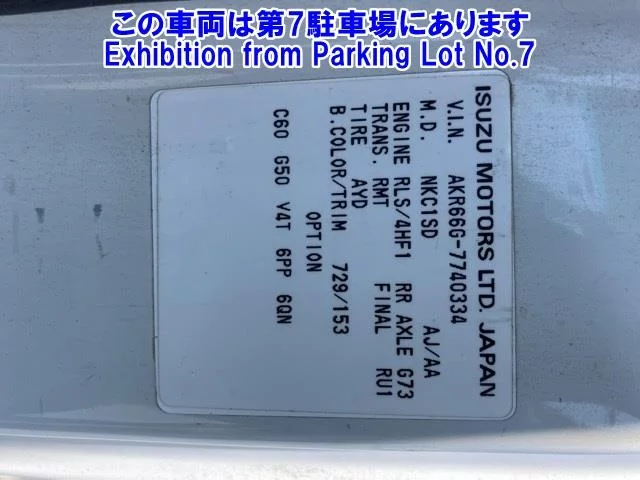 この車両は第7駐車場にあります
Exhibition from Parking Lot No.7
ISUZU MOTORS LTD. JAPAN
V.I.N. AKR66G-7740334
M.D. NKC1SD AJ/AA
ENGINE RLS/4HF1 RR AXLE G73
TRANS. RMT FINAL RU1
TIRE AYD
B.COLOR/TRIM 729/153
OPTION
C60 G50 V4T 6PP 6QN